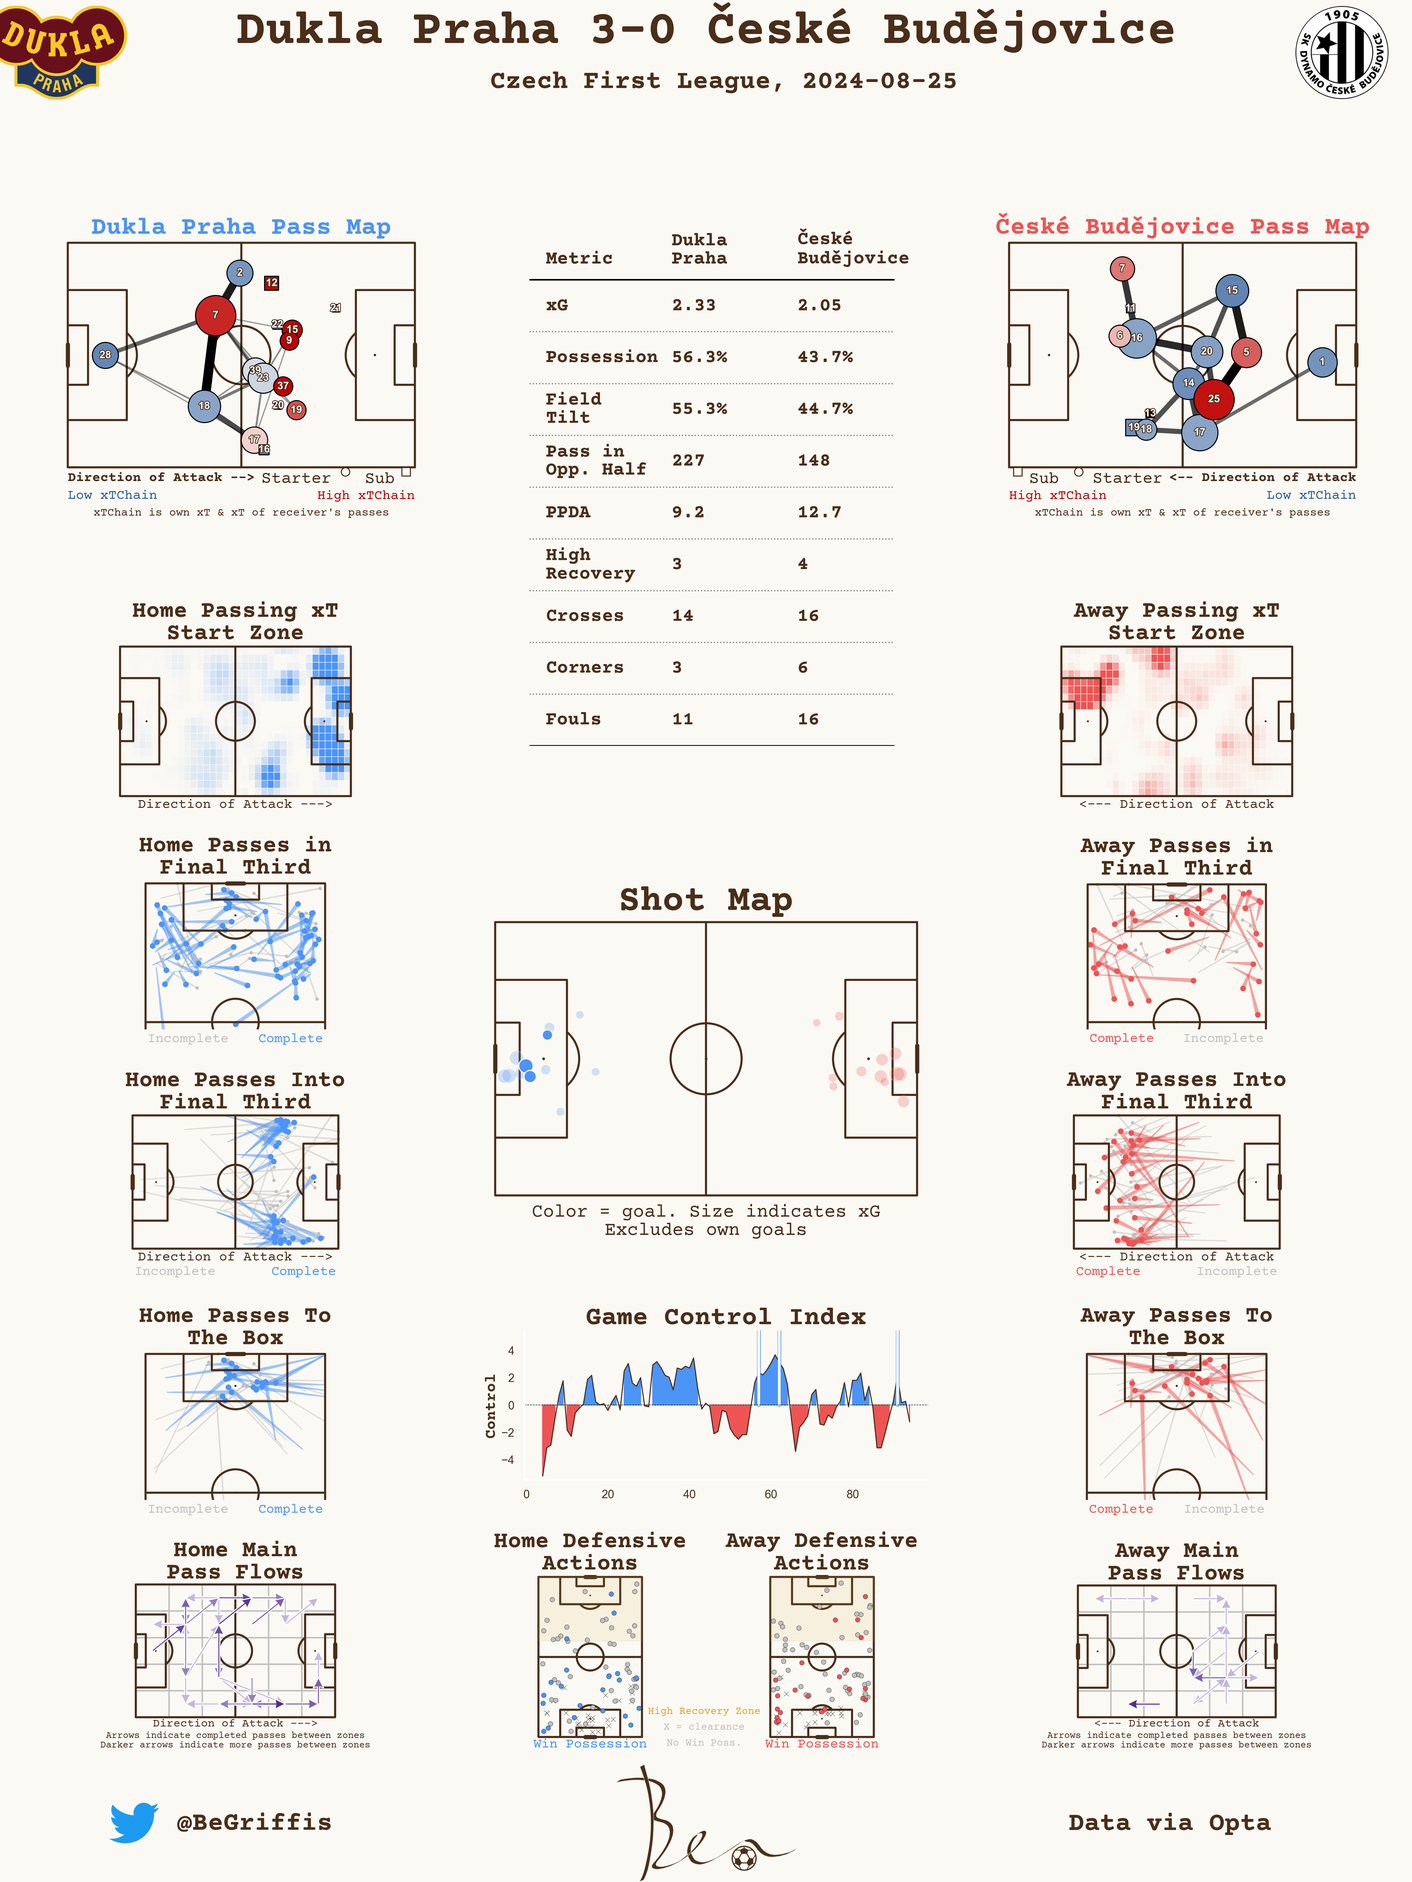 DUKLA
PRAHA
Dukla Praha 3-0 České Budějovice
Czech First League, 2024-08-25
1905
SK DYNAMO ČESKÉ BUDĚJOVICE
Dukla Praha Pass Map
2
12
21
7
22
15
9
28
39
23
37
18
20
19
17
16
Direction of Attack --> Starter Sub
Low xTChain High xTChain
xTChain is own xT & xT of receiver's passes
Metric Dukla Praha České Budějovice
xG 2.33 2.05
Possession 56.3% 43.7%
Field Tilt 55.3% 44.7%
Pass in Opp. Half 227 148
PPDA 9.2 12.7
High Recovery 3 4
Crosses 14 16
Corners 3 6
Fouls 11 16
České Budějovice Pass Map
7
15
11
6
16
20
5
1
14
25
13
19
18
17
Sub Starter <-- Direction of Attack
High xTChain Low xTChain
xTChain is own xT & xT of receiver's passes
Home Passing xT
Start Zone
Direction of Attack --->
Away Passing xT
Start Zone
<--- Direction of Attack
Home Passes in
Final Third
Incomplete Complete
Away Passes in
Final Third
Complete Incomplete
Shot Map
Color = goal. Size indicates xG
Excludes own goals
Home Passes Into
Final Third
Direction of Attack --->
Incomplete Complete
Away Passes Into
Final Third
<--- Direction of Attack
Complete Incomplete
Home Passes To
The Box
Incomplete Complete
Game Control Index
Control
4
2
0
−2
−4
0 20 40 60 80
Away Passes To
The Box
Complete Incomplete
Home Main
Pass Flows
Direction of Attack --->
Arrows indicate completed passes between zones
Darker arrows indicate more passes between zones
Home Defensive
Actions
Win Possession
High Recovery Zone
X = clearance
No Win Poss.
Away Defensive
Actions
Win Possession
Away Main
Pass Flows
<--- Direction of Attack
Arrows indicate completed passes between zones
Darker arrows indicate more passes between zones
@BeGriffis
Ben
Data via Opta